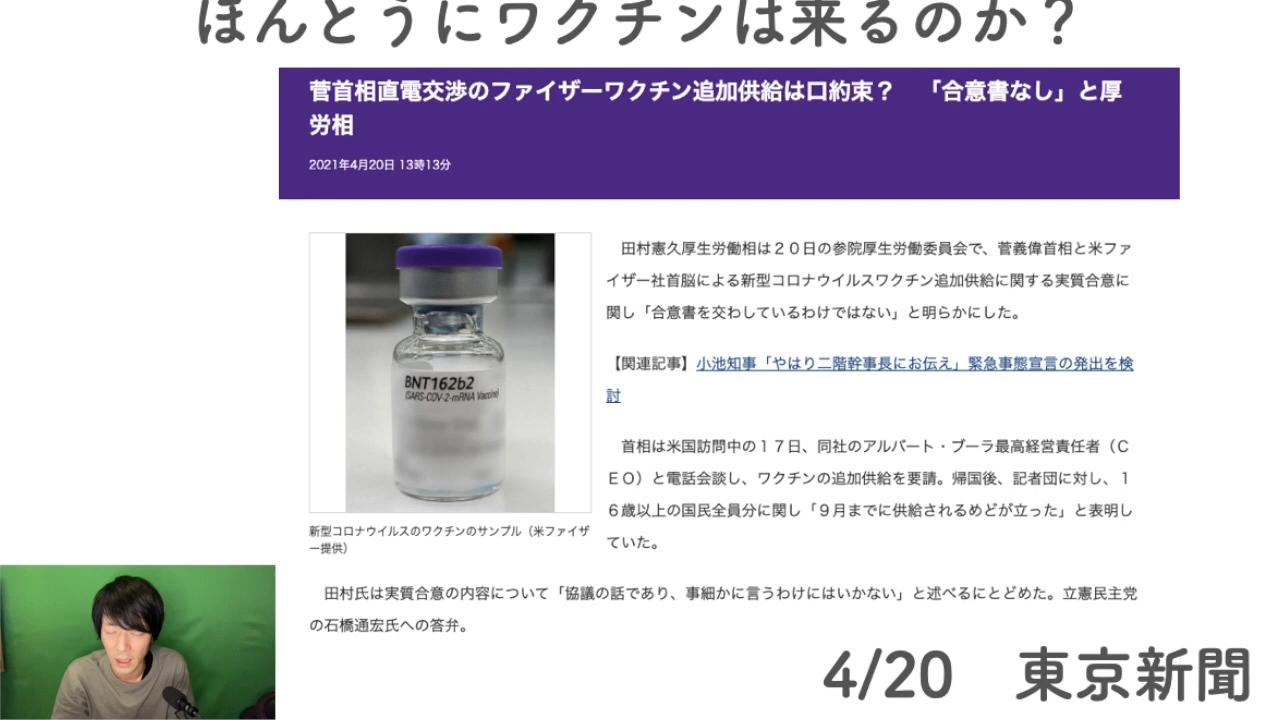 ほんとうにワクチンは来るのか？
菅首相直電交渉のファイザーワクチン追加供給は口約束？　「合意書なし」と厚
労相
2021年4月20日 13時13分
BNT162b2
(SARS-COV-2-mRNA Vaccine)
新型コロナウイルスのワクチンのサンプル（米ファイザ
ー提供）
　田村憲久厚生労働相は２０日の参院厚生労働委員会で、菅義偉首相と米ファ
イザー社首脳による新型コロナウイルスワクチン追加供給に関する実質合意に
関し「合意書を交わしているわけではない」と明らかにした。
【関連記事】小池知事「やはり二階幹事長にお伝え」緊急事態宣言の発出を検
討
　首相は米国訪問中の１７日、同社のアルバート・ブーラ最高経営責任者（Ｃ
ＥＯ）と電話会談し、ワクチンの追加供給を要請。帰国後、記者団に対し、１
６歳以上の国民全員分に関し「９月までに供給されるめどが立った」と表明し
ていた。
　田村氏は実質合意の内容について「協議の話であり、事細かに言うわけにはいかない」と述べるにとどめた。立憲民主党
の石橋通宏氏への答弁。
4/20　東京新聞